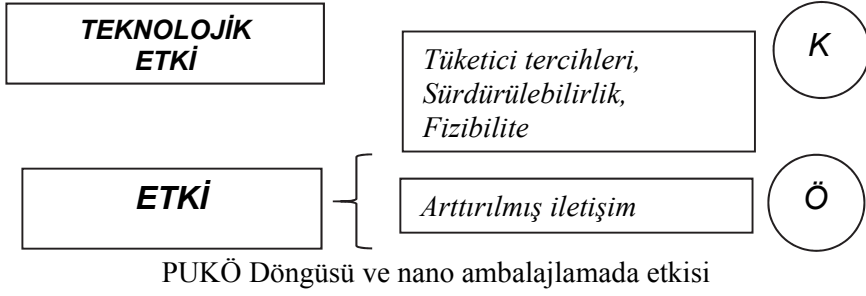 TEKNOLOJİK
ETKİ
Tüketici tercihleri,
Sürdürülebilirlik,
Fizibilite
K
ETKİ
Arttırılmış iletişim
Ö
PUKÖ Döngüsü ve nano ambalajlamada etkisi